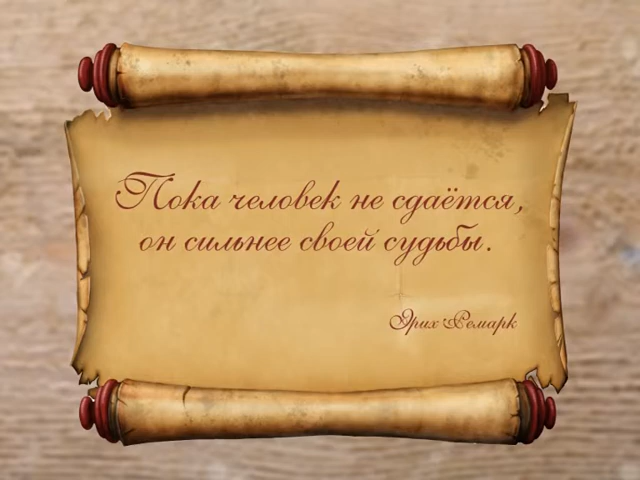 Пока человек не сдаётся,
он сильнее своей судьбы.
Эрих Ремарк